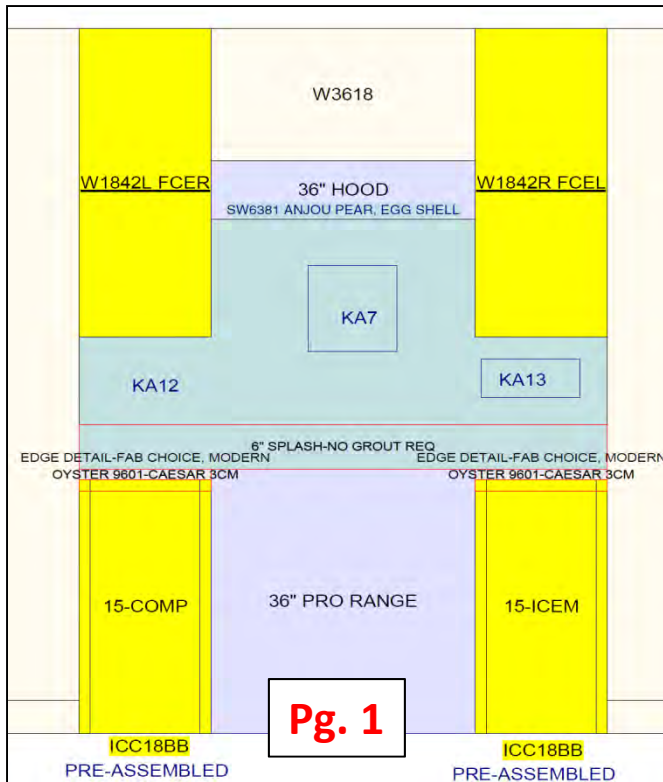 W3618
W1842L FCER
36" HOOD
W1842R FCEL
SW6381 ANJOU PEAR, EGG SHELL
KA7
KA12
KA13
6" SPLASH-NO GROUT REQ
EDGE DETAIL-FAB CHOICE, MODERN
EDGE DETAIL-FAB CHOICE, MODERN
OYSTER 9601-CAESAR 3CM
OYSTER 9601-CAESAR 3CM
15-COMP
36" PRO RANGE
15-ICEM
Pg. 1
ICC18BB
ICC18BB
PRE-ASSEMBLED
PRE-ASSEMBLED